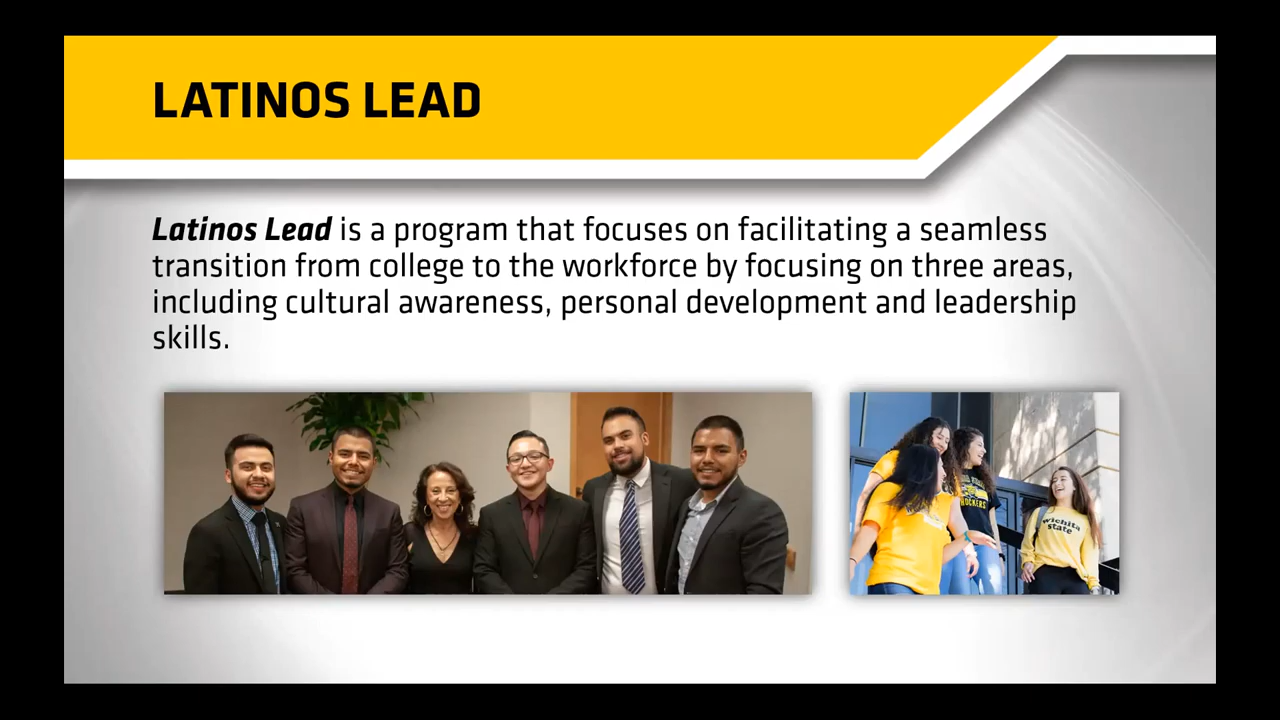 LATINOS LEAD
Latinos Lead is a program that focuses on facilitating a seamless
transition from college to the workforce by focusing on three areas,
including cultural awareness, personal development and leadership
skills.
wichita
state